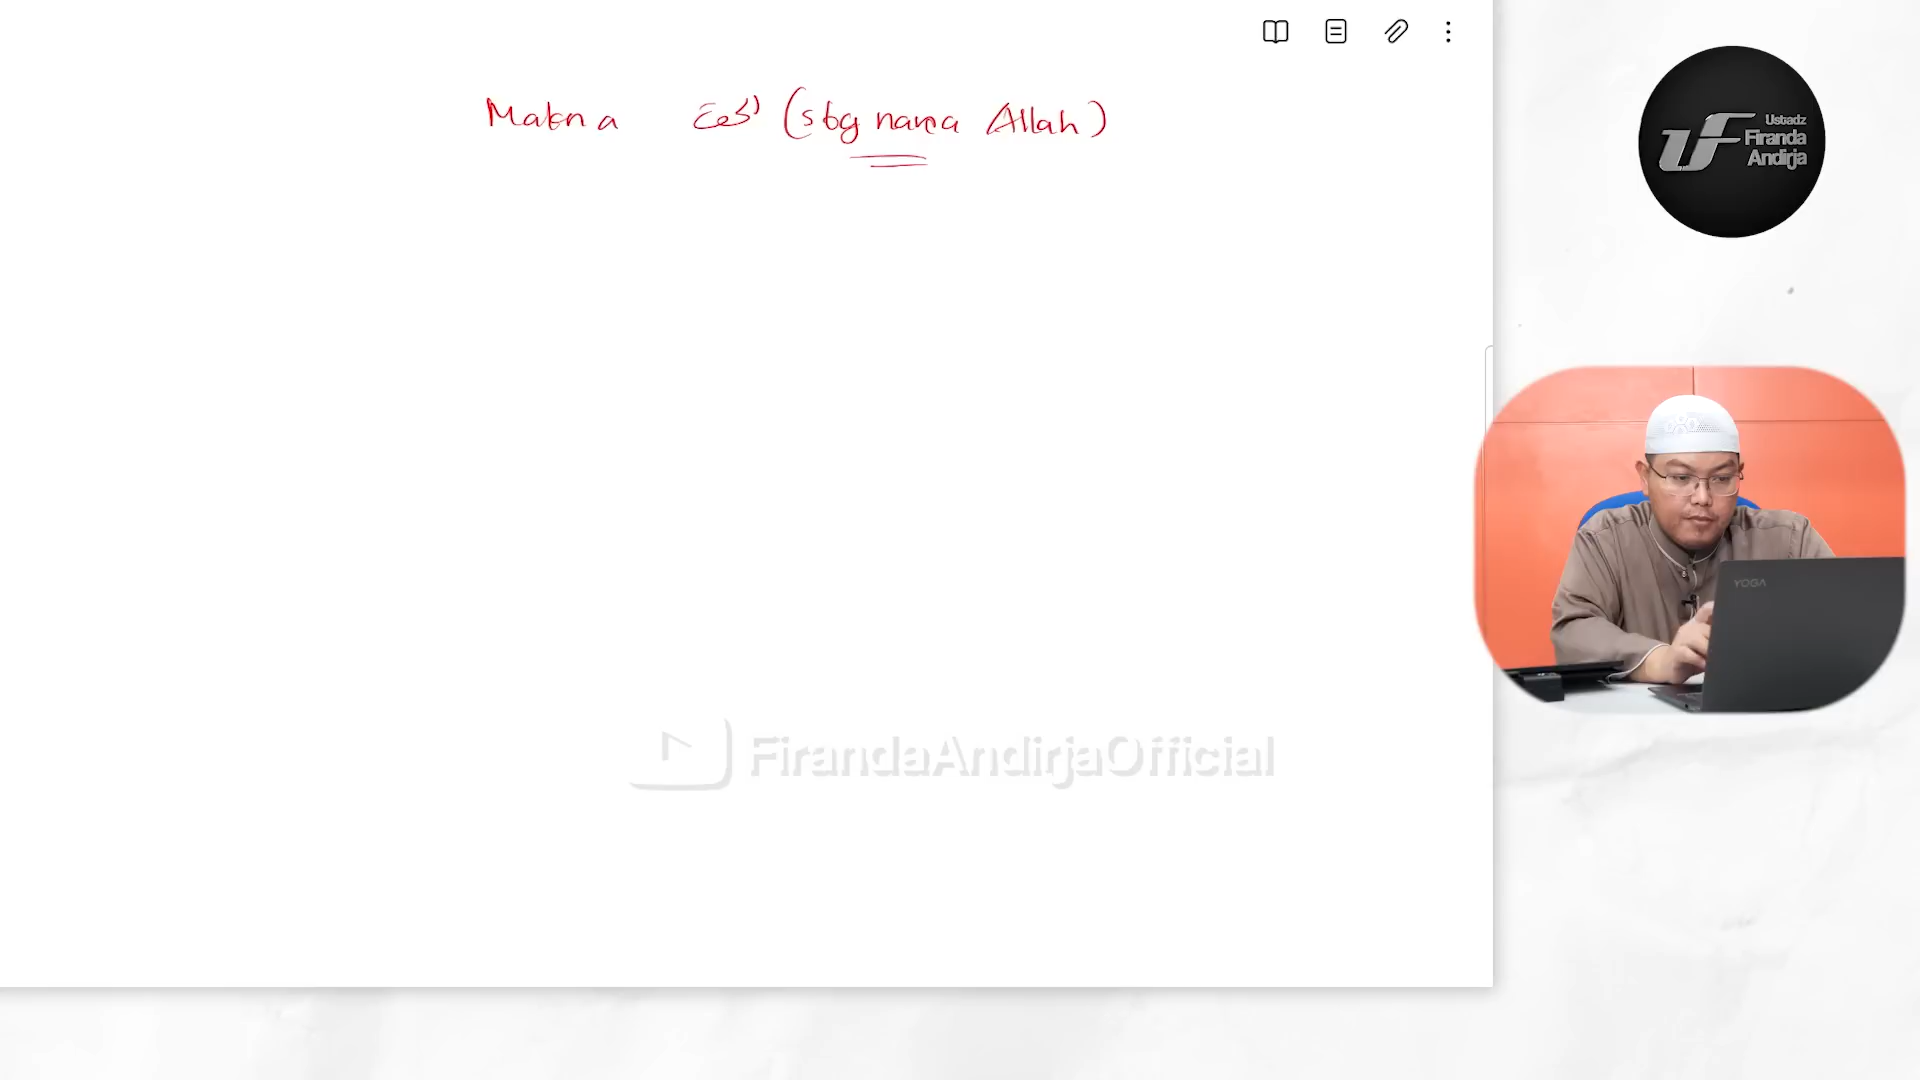 Makna (sbg nama Allah)
Ustadz
Firanda
Andirja
YOGA
FirandaAndirjaOfficial